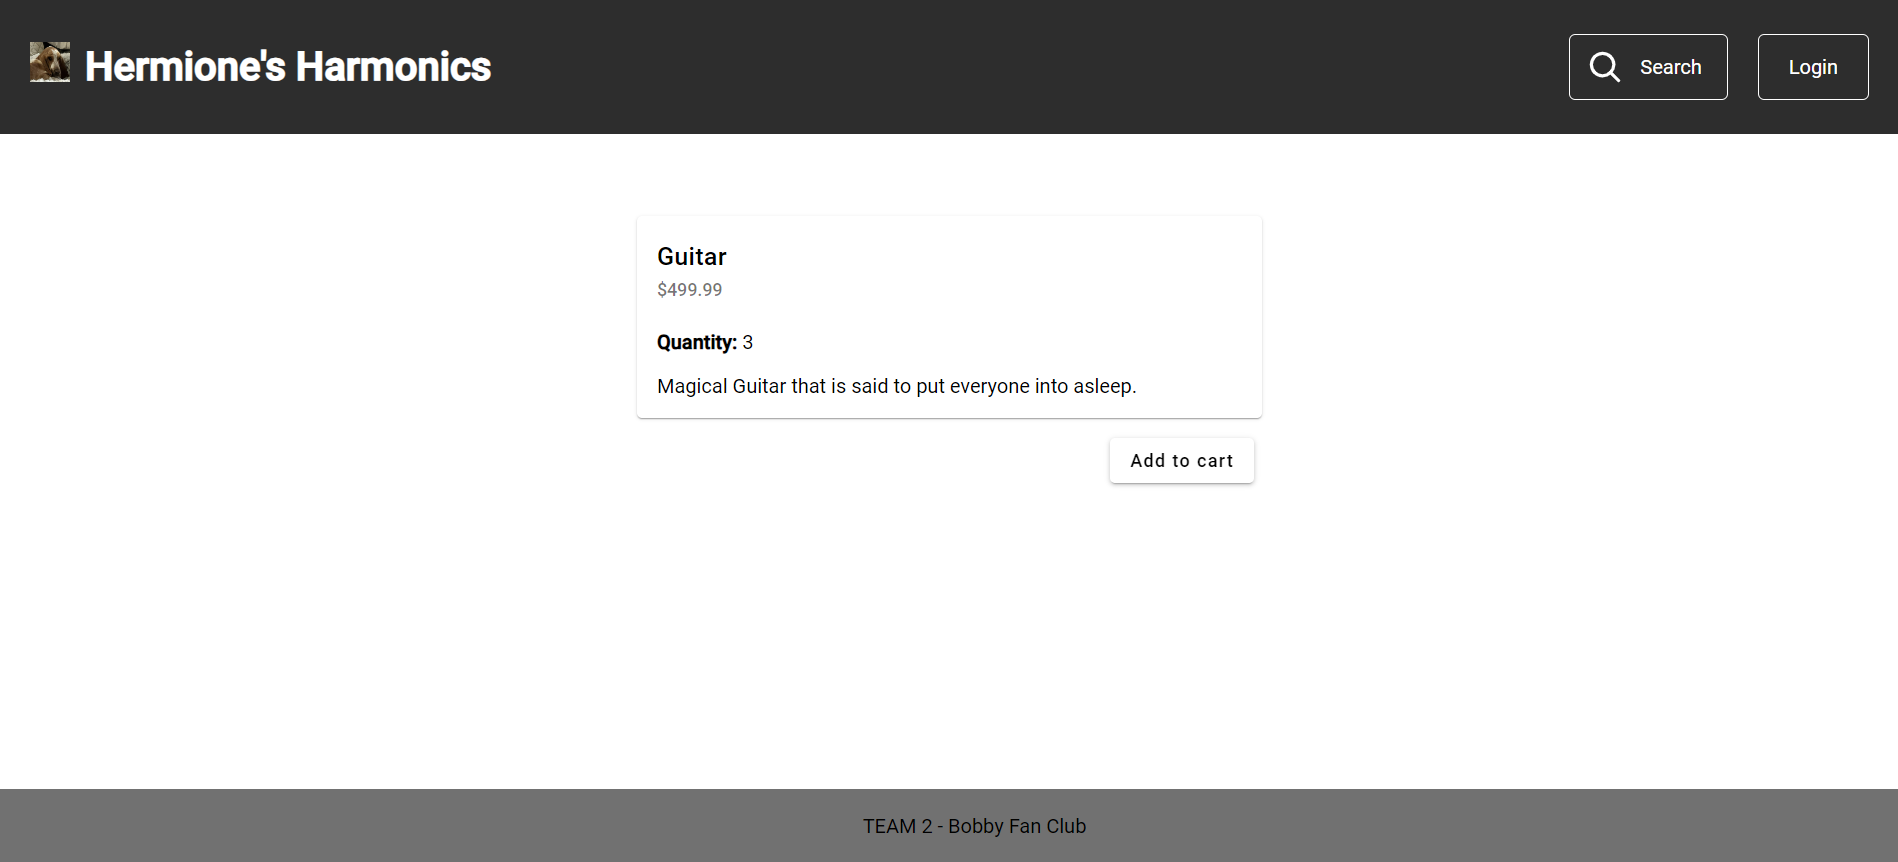 Hermione's Harmonics
Search
Login
Guitar
$499.99
Quantity: 3
Magical Guitar that is said to put everyone into asleep.
Add to cart
TEAM 2 - Bobby Fan Club